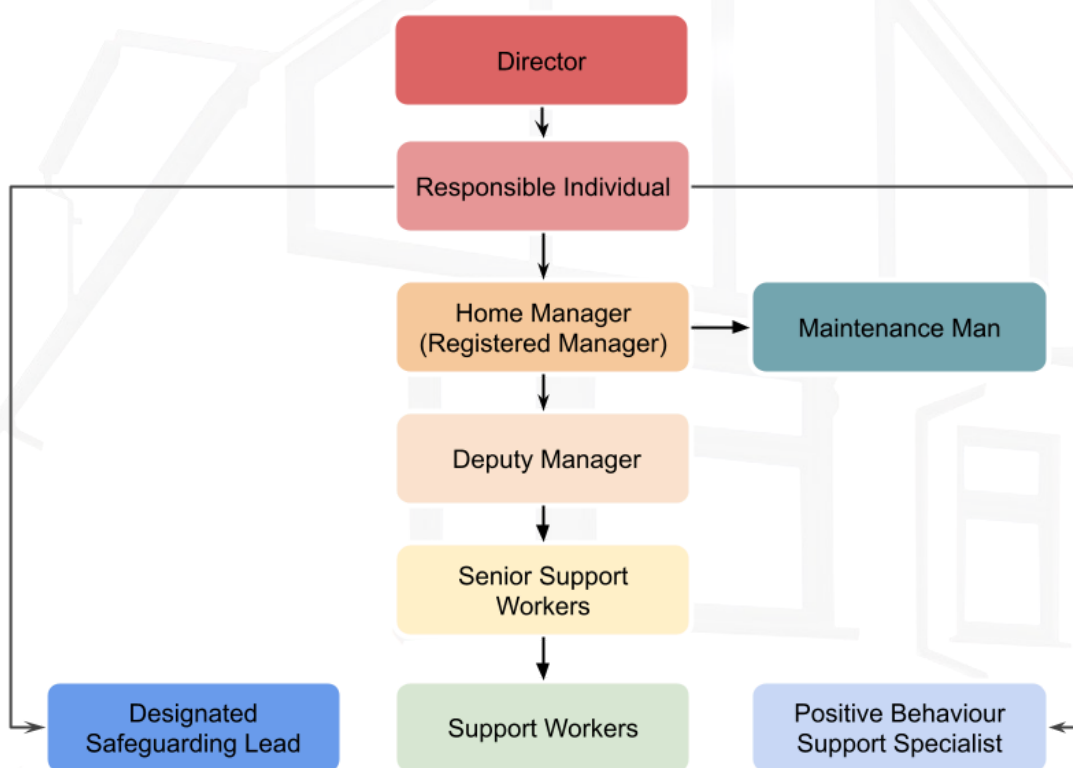 Director
Responsible Individual
Home Manager
(Registered Manager)
Maintenance Man
Deputy Manager
Senior Support
Workers
Designated
Safeguarding Lead
Support Workers
Positive Behaviour
Support Specialist